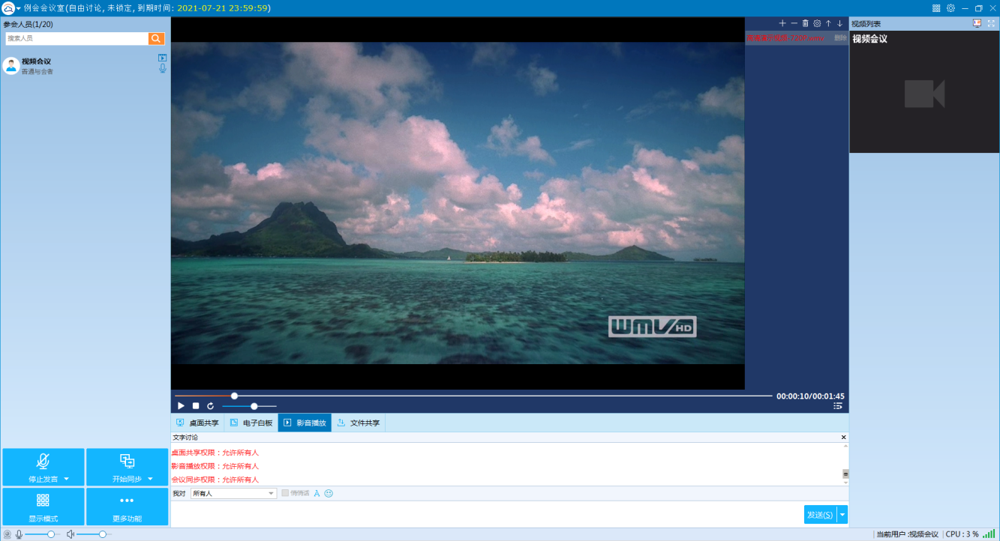 例会会议室(自由讨论, 未锁定, 到期时间: 2021-07-21 23:59:59)
参会人员(1/20)
搜索人员
视频会议
普通与会者
停止发言
开始同步
显示模式
更多功能
WMV HD
删除
00:00:10/00:01:45
桌面共享
电子白板
影音播放
文件共享
文字讨论
桌面共享权限：允许所有人
影音播放权限：允许所有人
会议同步权限：允许所有人
我对 所有人 悄悄话
发送(S)
视频列表
视频会议
当前用户:视频会议 CPU : 3 %